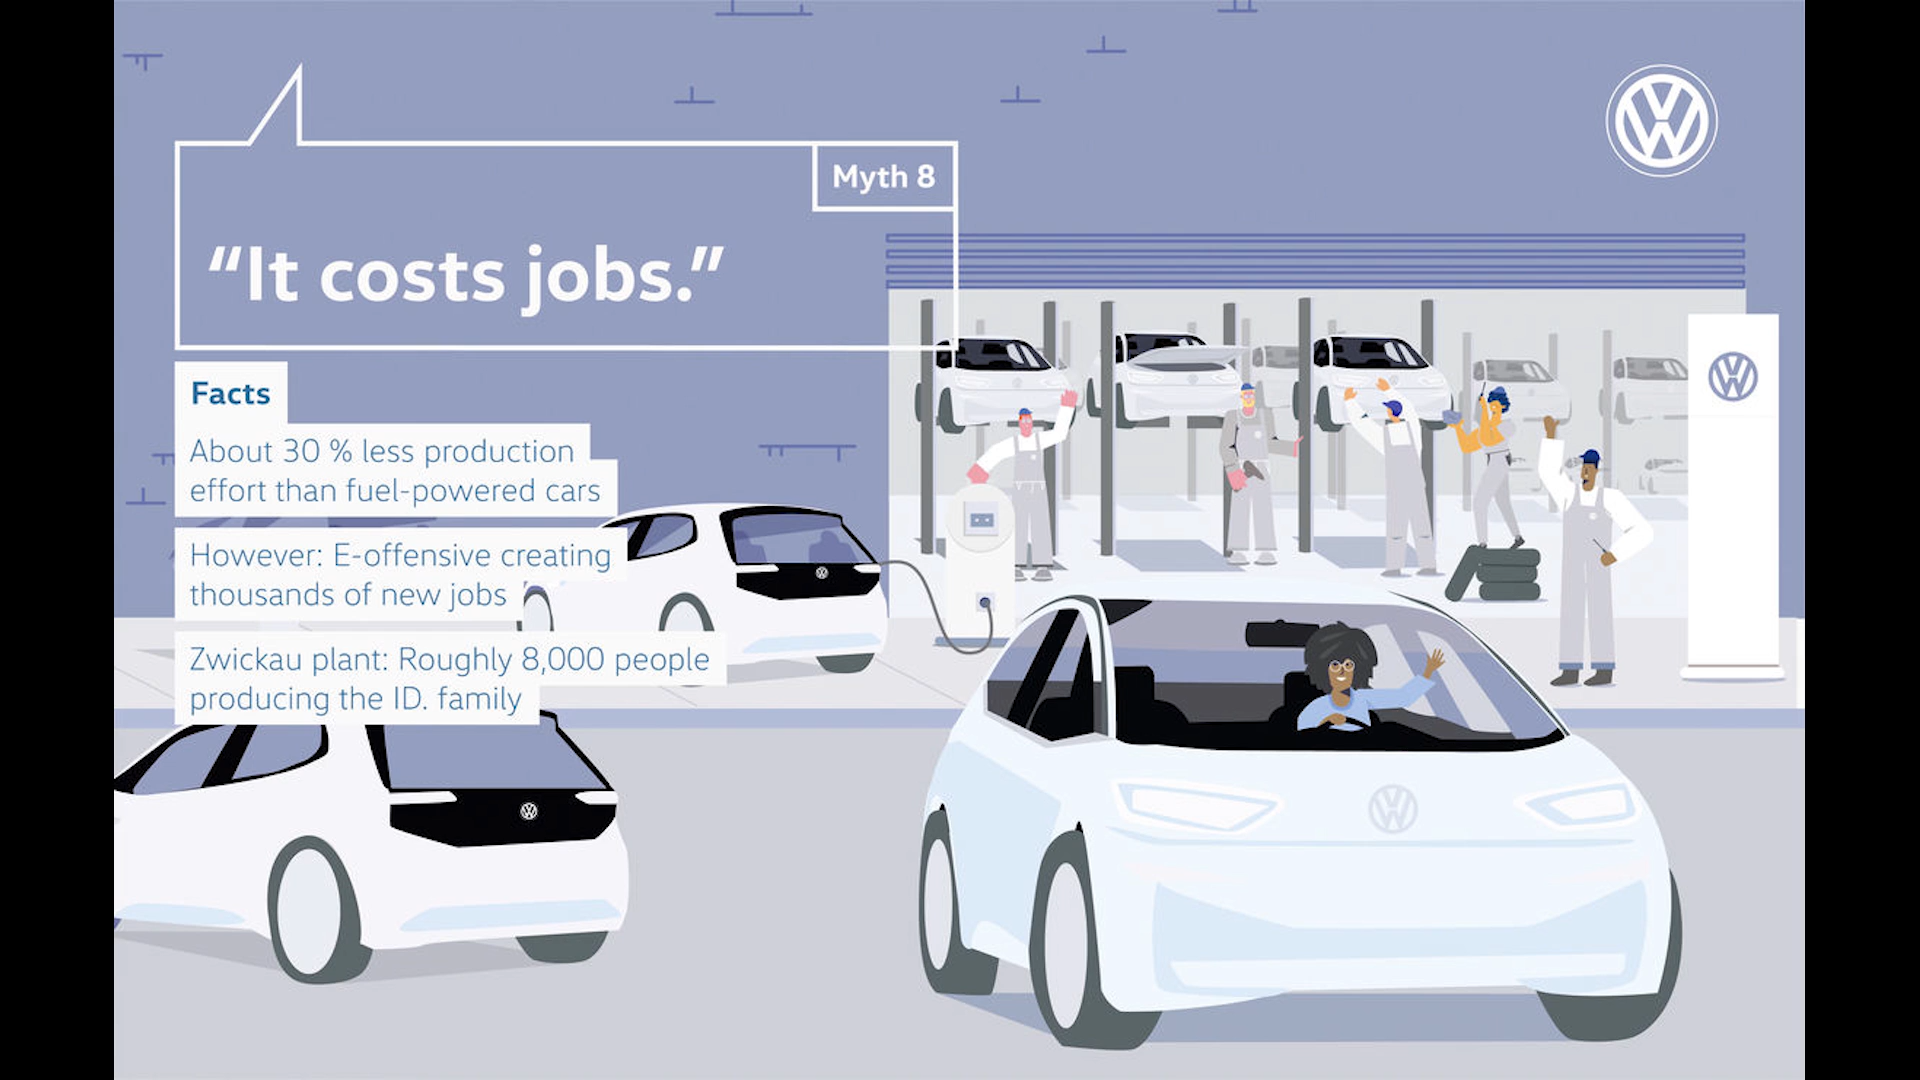 Myth 8
“It costs jobs.”
Facts
About 30 % less production
effort than fuel-powered cars
However: E-offensive creating
thousands of new jobs
Zwickau plant: Roughly 8,000 people
producing the ID. family